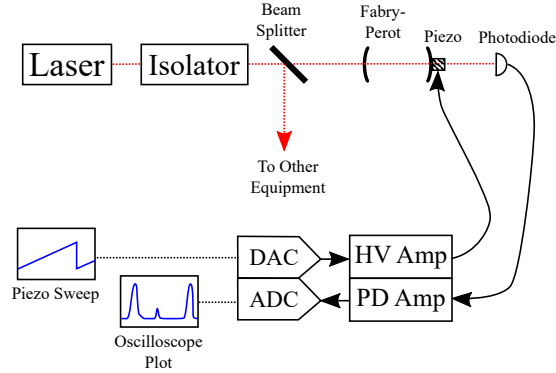 Beam
Splitter
Fabry-
Perot
Piezo
Photodiode
Laser
Isolator
To Other
Equipment
DAC
HV Amp
Piezo Sweep
ADC
PD Amp
Oscilloscope
Plot